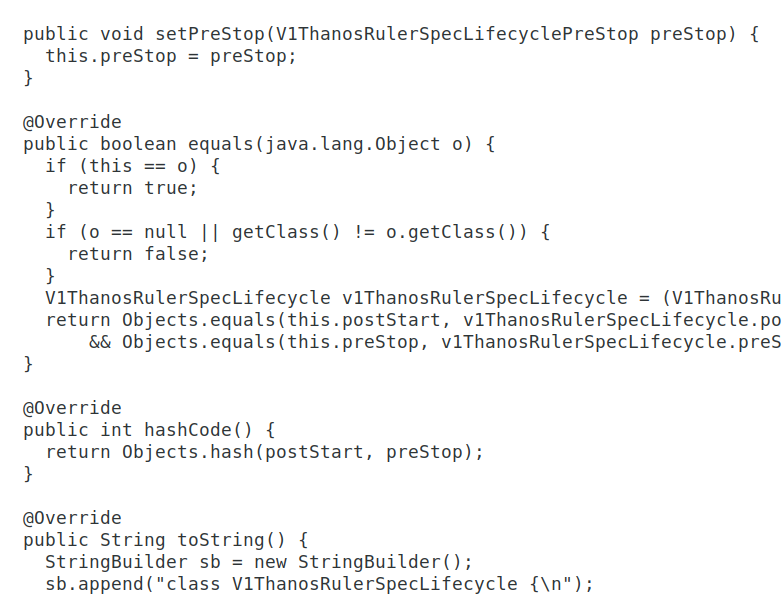 public void setPreStop(V1ThanosRulerSpecLifecyclePreStop preStop) {
  this.preStop = preStop;
}

@Override
public boolean equals(java.lang.Object o) {
  if (this == o) {
    return true;
  }
  if (o == null || getClass() != o.getClass()) {
    return false;
  }
  V1ThanosRulerSpecLifecycle v1ThanosRulerSpecLifecycle = (V1ThanosRu
  return Objects.equals(this.postStart, v1ThanosRulerSpecLifecycle.po
      && Objects.equals(this.preStop, v1ThanosRulerSpecLifecycle.preS
}

@Override
public int hashCode() {
  return Objects.hash(postStart, preStop);
}

@Override
public String toString() {
  StringBuilder sb = new StringBuilder();
  sb.append("class V1ThanosRulerSpecLifecycle {\n");